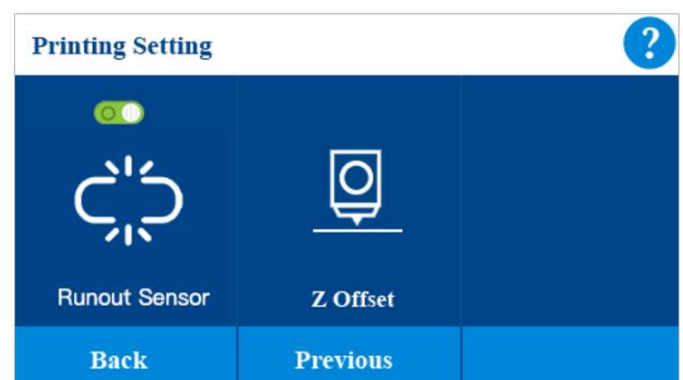 Printing Setting
?
Runout Sensor
Z Offset
Back
Previous